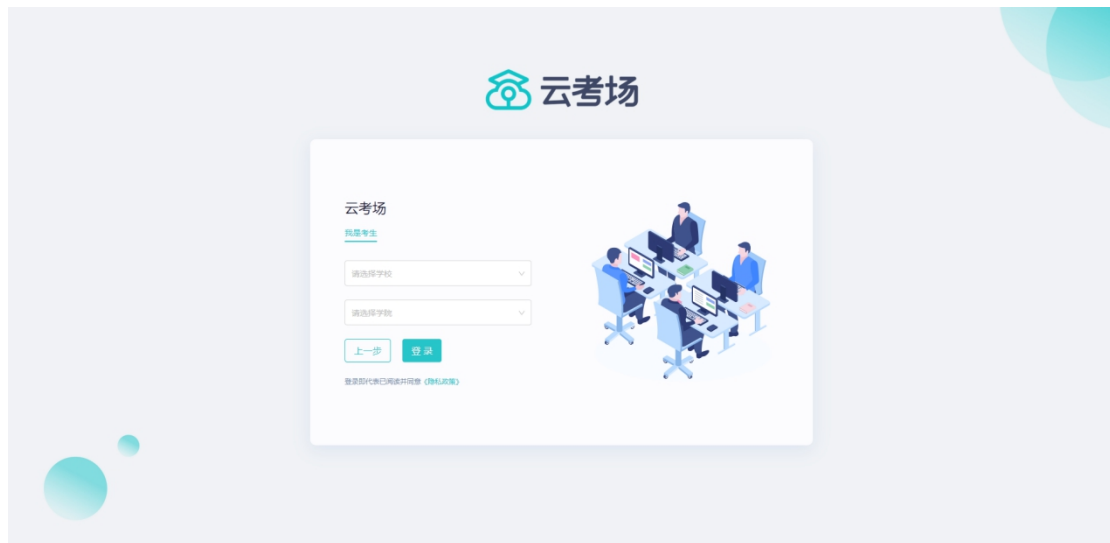 云考场
云考场
我是考生
请选择学校
请选择学院
上一步 登录
登录即代表已阅读并同意《隐私政策》